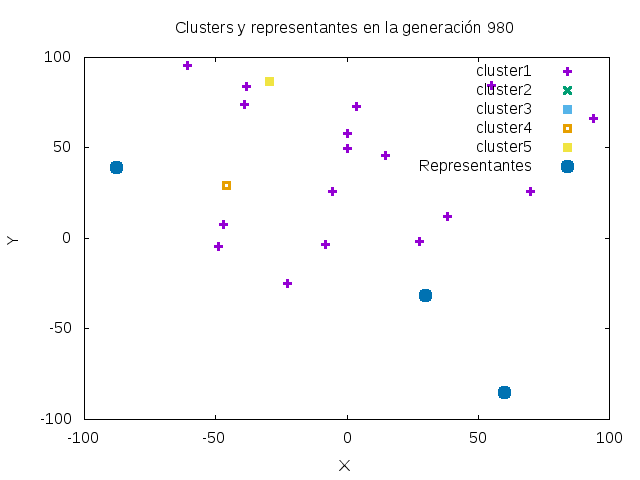 Clusters y representantes en la generación 980
cluster1
cluster2
cluster3
cluster4
cluster5
Representantes
100
50
0
-50
-100
Y
-100
-50
0
50
100
X